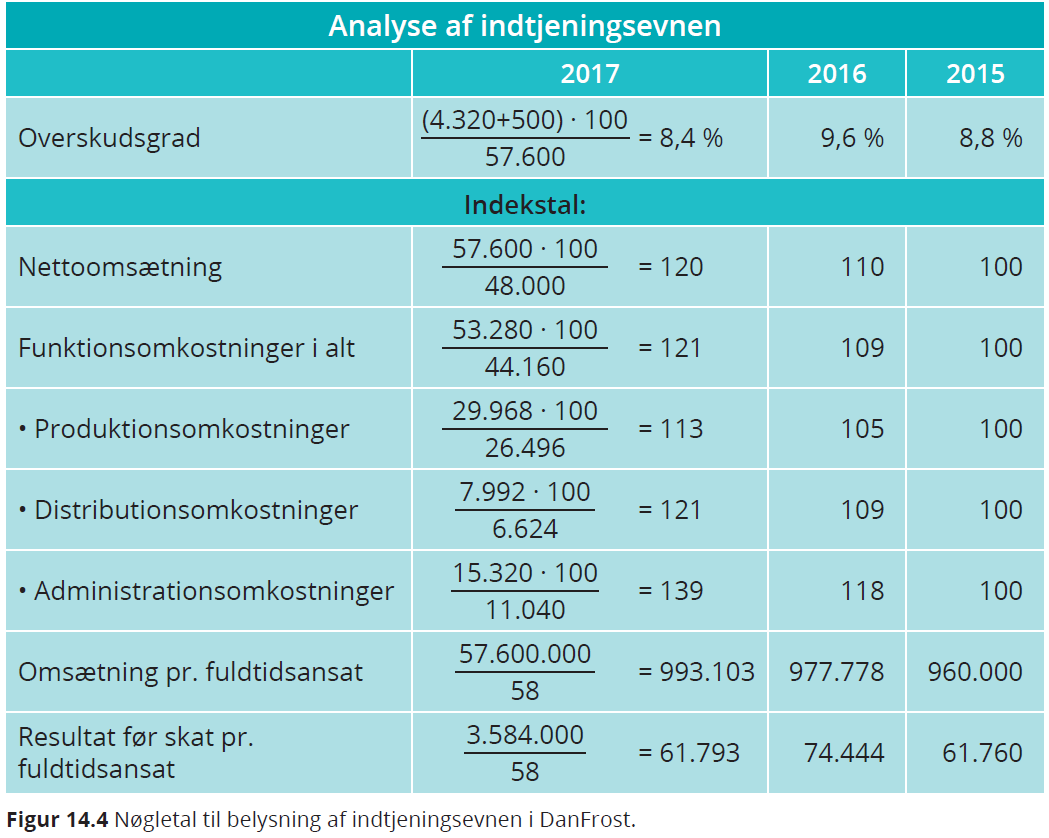 Analyse af indtjeningsevnen
2017 2016 2015
Overskudsgrad (4.320+500) · 100 / 57.600 = 8,4 % 9,6 % 8,8 %
Indekstal:
Nettoomsætning 57.600 · 100 / 48.000 = 120 110 100
Funktionsomkostninger i alt 53.280 · 100 / 44.160 = 121 109 100
• Produktionsomkostninger 29.968 · 100 / 26.496 = 113 105 100
• Distributionsomkostninger 7.992 · 100 / 6.624 = 121 109 100
• Administrationsomkostninger 15.320 · 100 / 11.040 = 139 118 100
Omsætning pr. fuldtidsansat 57.600.000 / 58 = 993.103 977.778 960.000
Resultat før skat pr.
fuldtidsansat 3.584.000 / 58 = 61.793 74.444 61.760
Figur 14.4 Nøgletal til belysning af indtjeningsevnen i DanFrost.